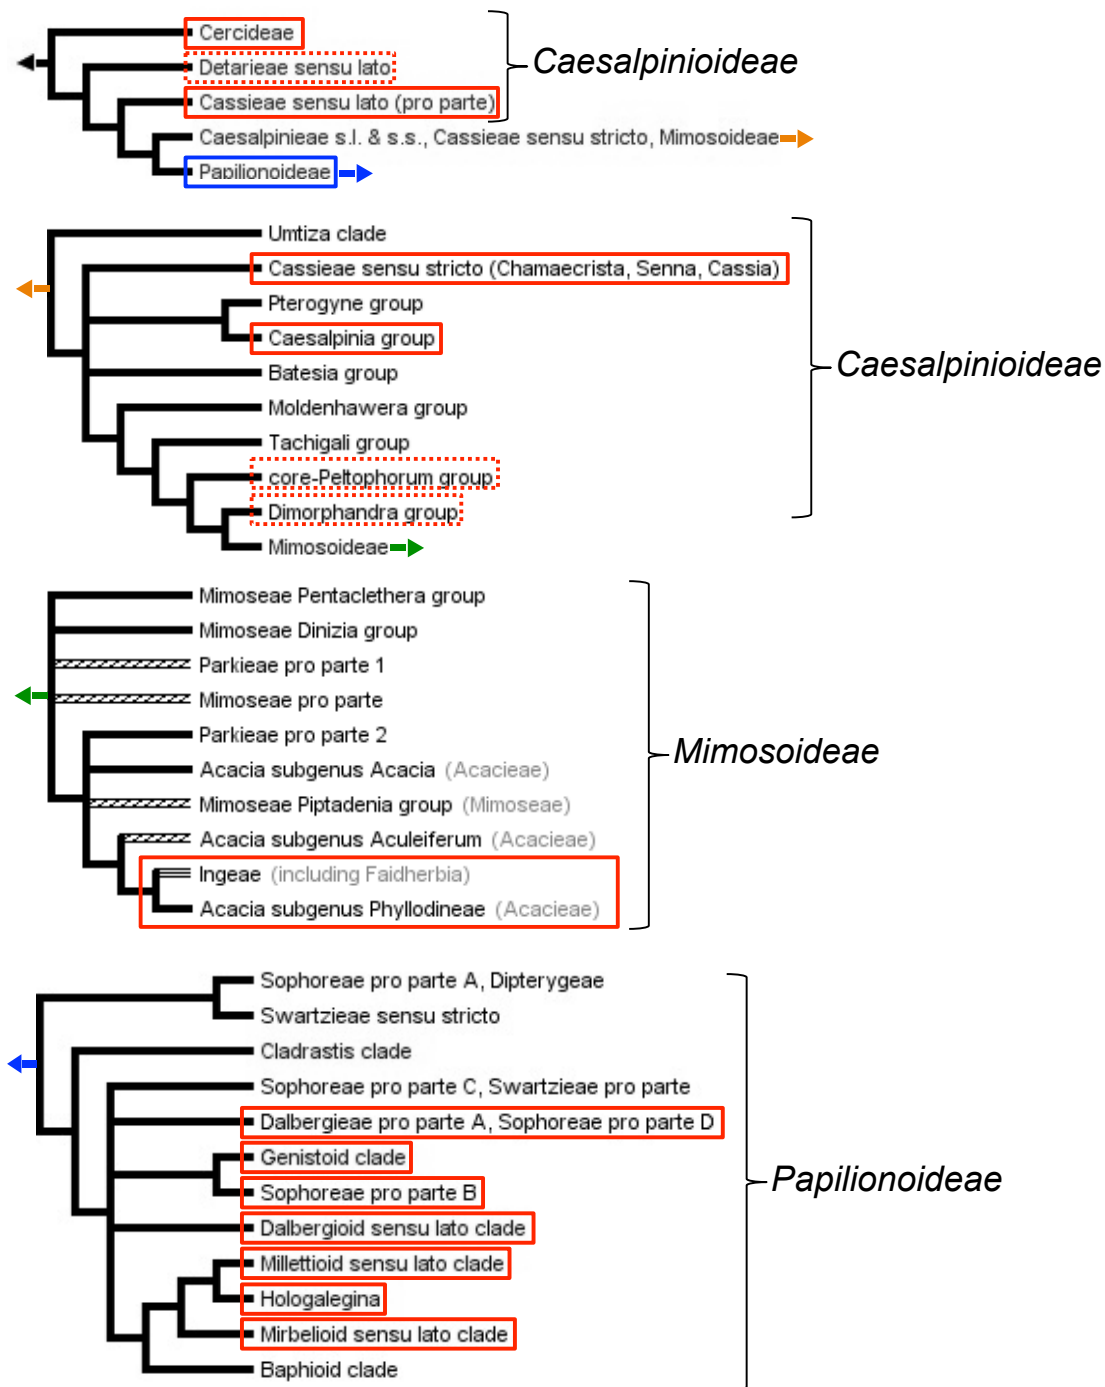 Cercideae
Detarieae sensu lato
Caesalpinioideae
Cassieae sensu lato (pro parte)
Caesalpinieae s.l. & s.s., Cassieae sensu stricto, Mimosoideae
Papilionoideae
Umtiza clade
Cassieae sensu stricto (Chamaecrista, Senna, Cassia)
Pterogyne group
Caesalpinia group
Caesalpinioideae
Batesia group
Moldenhawera group
Tachigali group
core-Peltophorum group
Dimorphandra group
Mimosoideae
Mimoseae Pentaclethera group
Mimoseae Dinizia group
Parkieae pro parte 1
Mimoseae pro parte
Parkieae pro parte 2
Mimosoideae
Acacia subgenus Acacia (Acacieae)
Mimoseae Piptadenia group (Mimoseae)
Acacia subgenus Aculeiferum (Acacieae)
Ingeae (including Faidherbia)
Acacia subgenus Phyllodineae (Acacieae)
Sophoreae pro parte A, Dipterygeae
Swartzieae sensu stricto
Cladrastis clade
Sophoreae pro parte C, Swartzieae pro parte
Dalbergieae pro parte A, Sophoreae pro parte D
Genistoid clade
Papilionoideae
Sophoreae pro parte B
Dalbergioid sensu lato clade
Millettioid sensu lato clade
Hologalegina
Mirbelioid sensu lato clade
Baphioid clade